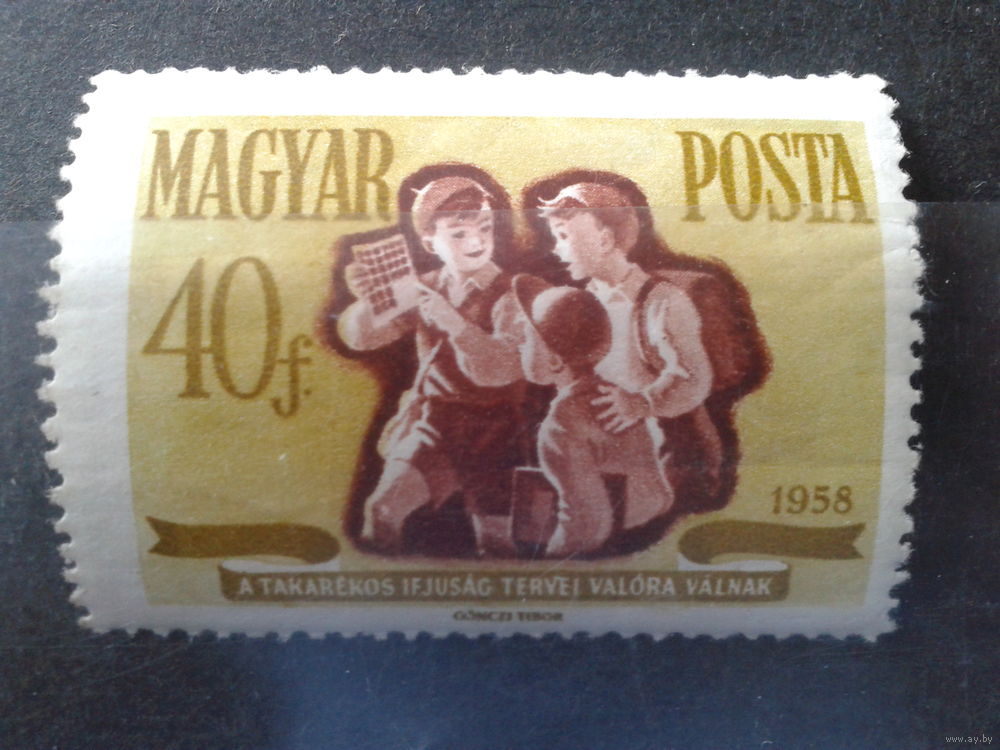 MAGYAR POSTA
40f.
1958
A TAKARÉKOS IFJUSÁG TERVEI VALÓRA VÁLNAK
GÖNCZI TIBOR
www.ay.by